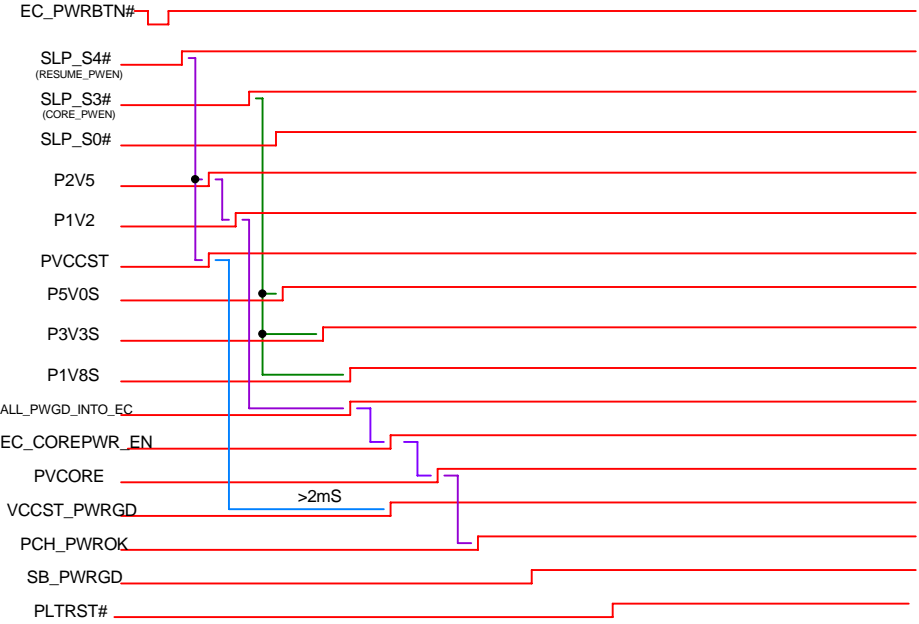 EC_PWRBTN#
SLP_S4#
(RESUME_PWEN)
SLP_S3#
(CORE_PWEN)
SLP_S0#
P2V5
P1V2
PVCCST
P5V0S
P3V3S
P1V8S
ALL_PWGD_INTO_EC
EC_COREPWR_EN
PVCORE
>2mS
VCCST_PWRGD
PCH_PWROK
SB_PWRGD
PLTRST#